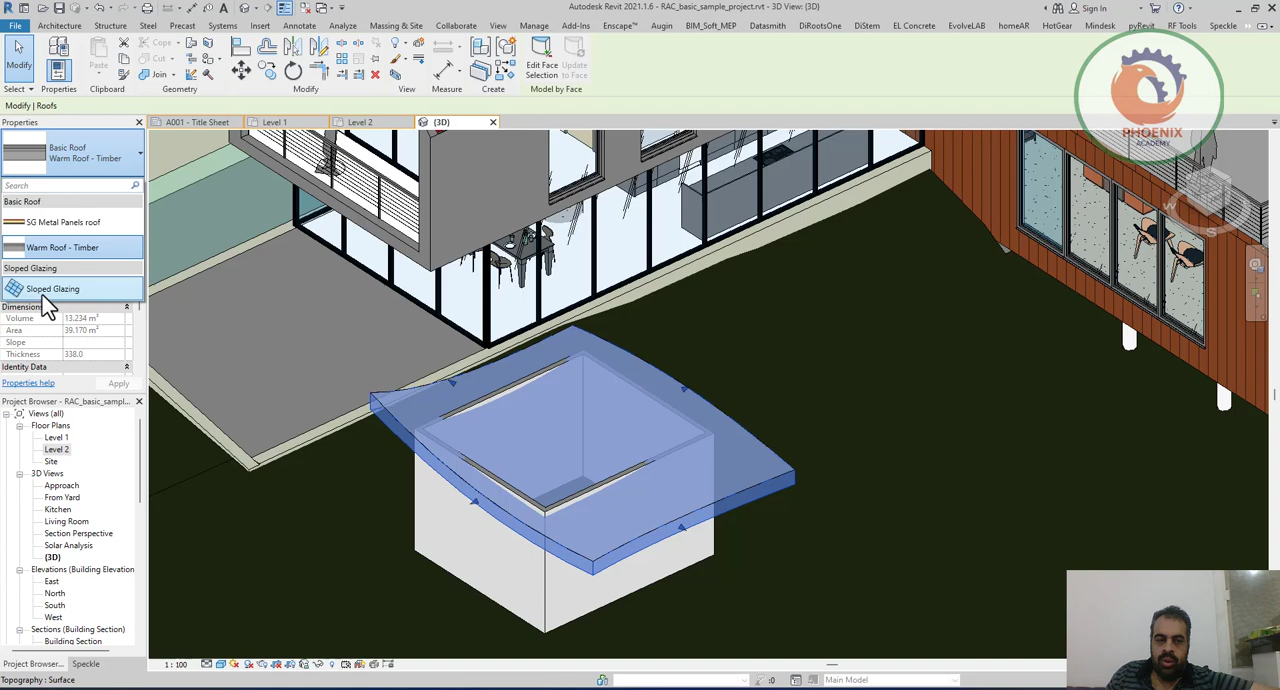 Autodesk Revit 2021.1.6 - RAC_basic_sample_project.rvt - 3D View: {3D}
Sign In
File Architecture Structure Steel Precast Systems Insert Annotate Analyze Massing & Site Collaborate View Manage Add-Ins Enscape™ Augin BIM_Soft_MEP Datasmith DiRootsOne DiStem EL Concrete EvolveLAB homeAR HotGear Mindesk pyRevit RF Tools Speckle
Modify
Paste
Cope
Cut
Join
Edit Face Selection
Update to Face
Select Properties Clipboard Geometry Modify View Measure Create Model by Face
Modify | Roofs
PHOENIX
ACADEMY
Properties
A001 - Title Sheet
Level 1
Level 2
{3D}
Basic Roof
Warm Roof - Timber
Search
Basic Roof
SG Metal Panels roof
Warm Roof - Timber
Sloped Glazing
Sloped Glazing
Dimensions
Volume 13.234 m³
Area 39.170 m²
Slope
Thickness 338.0
Identity Data
Properties help
Apply
Project Browser - RAC_basic_sampl...
Views (all)
Floor Plans
Level 1
Level 2
Site
3D Views
Approach
From Yard
Kitchen
Living Room
Section Perspective
Solar Analysis
{3D}
Elevations (Building Elevation
East
North
South
West
Sections (Building Section)
Building Section
Project Browser...
Speckle
1 : 100
Topography : Surface
:0
Main Model
W
S